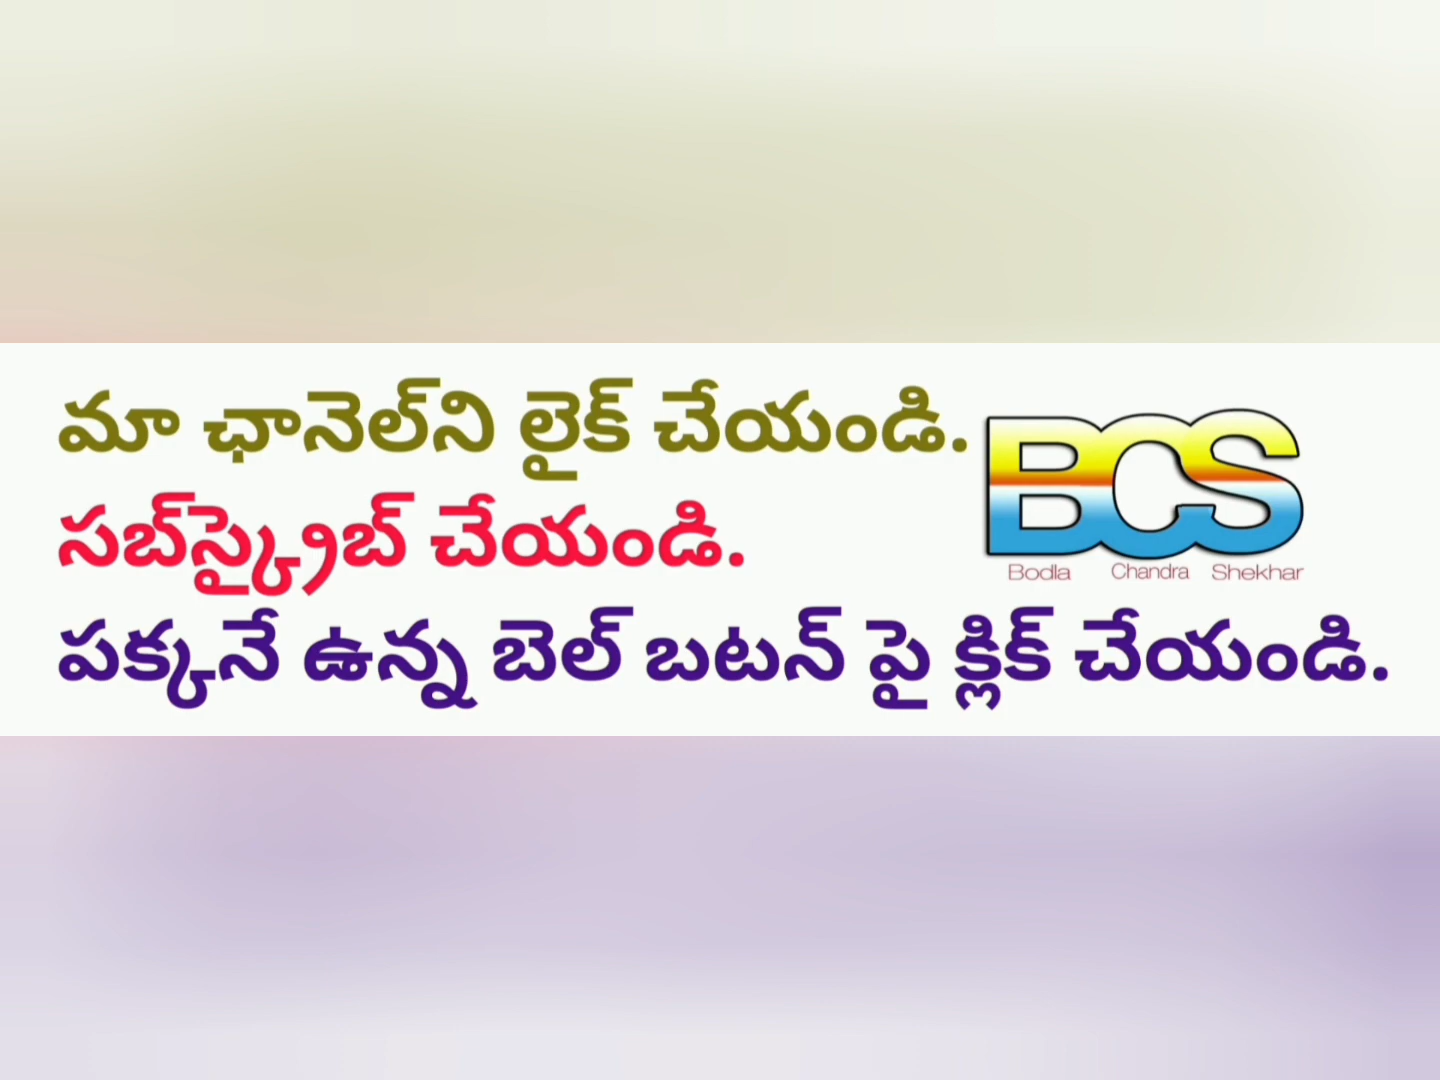 మా ఛానెల్‌ని లైక్ చేయండి.
BCS
Bodla Chandra Shekhar
సబ్‌స్క్రైబ్ చేయండి.
పక్కనే ఉన్న బెల్ బటన్ పై క్లిక్ చేయండి.